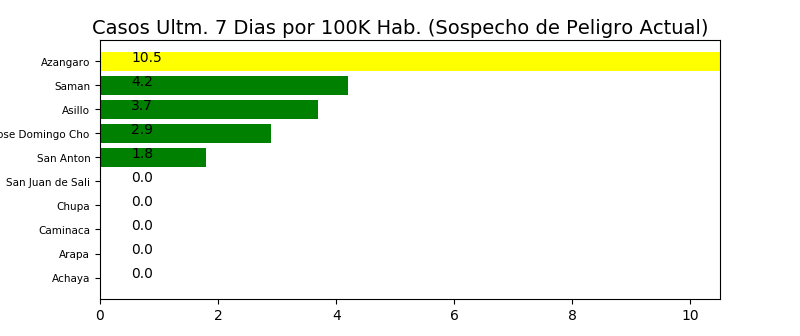 Casos Ultm. 7 Dias por 100K Hab. (Sospecho de Peligro Actual)
Azangaro 10.5
Saman 4.2
Asillo 3.7
ose Domingo Cho 2.9
San Anton 1.8
San Juan de Sali 0.0
Chupa 0.0
Caminaca 0.0
Arapa 0.0
Achaya 0.0
0 2 4 6 8 10